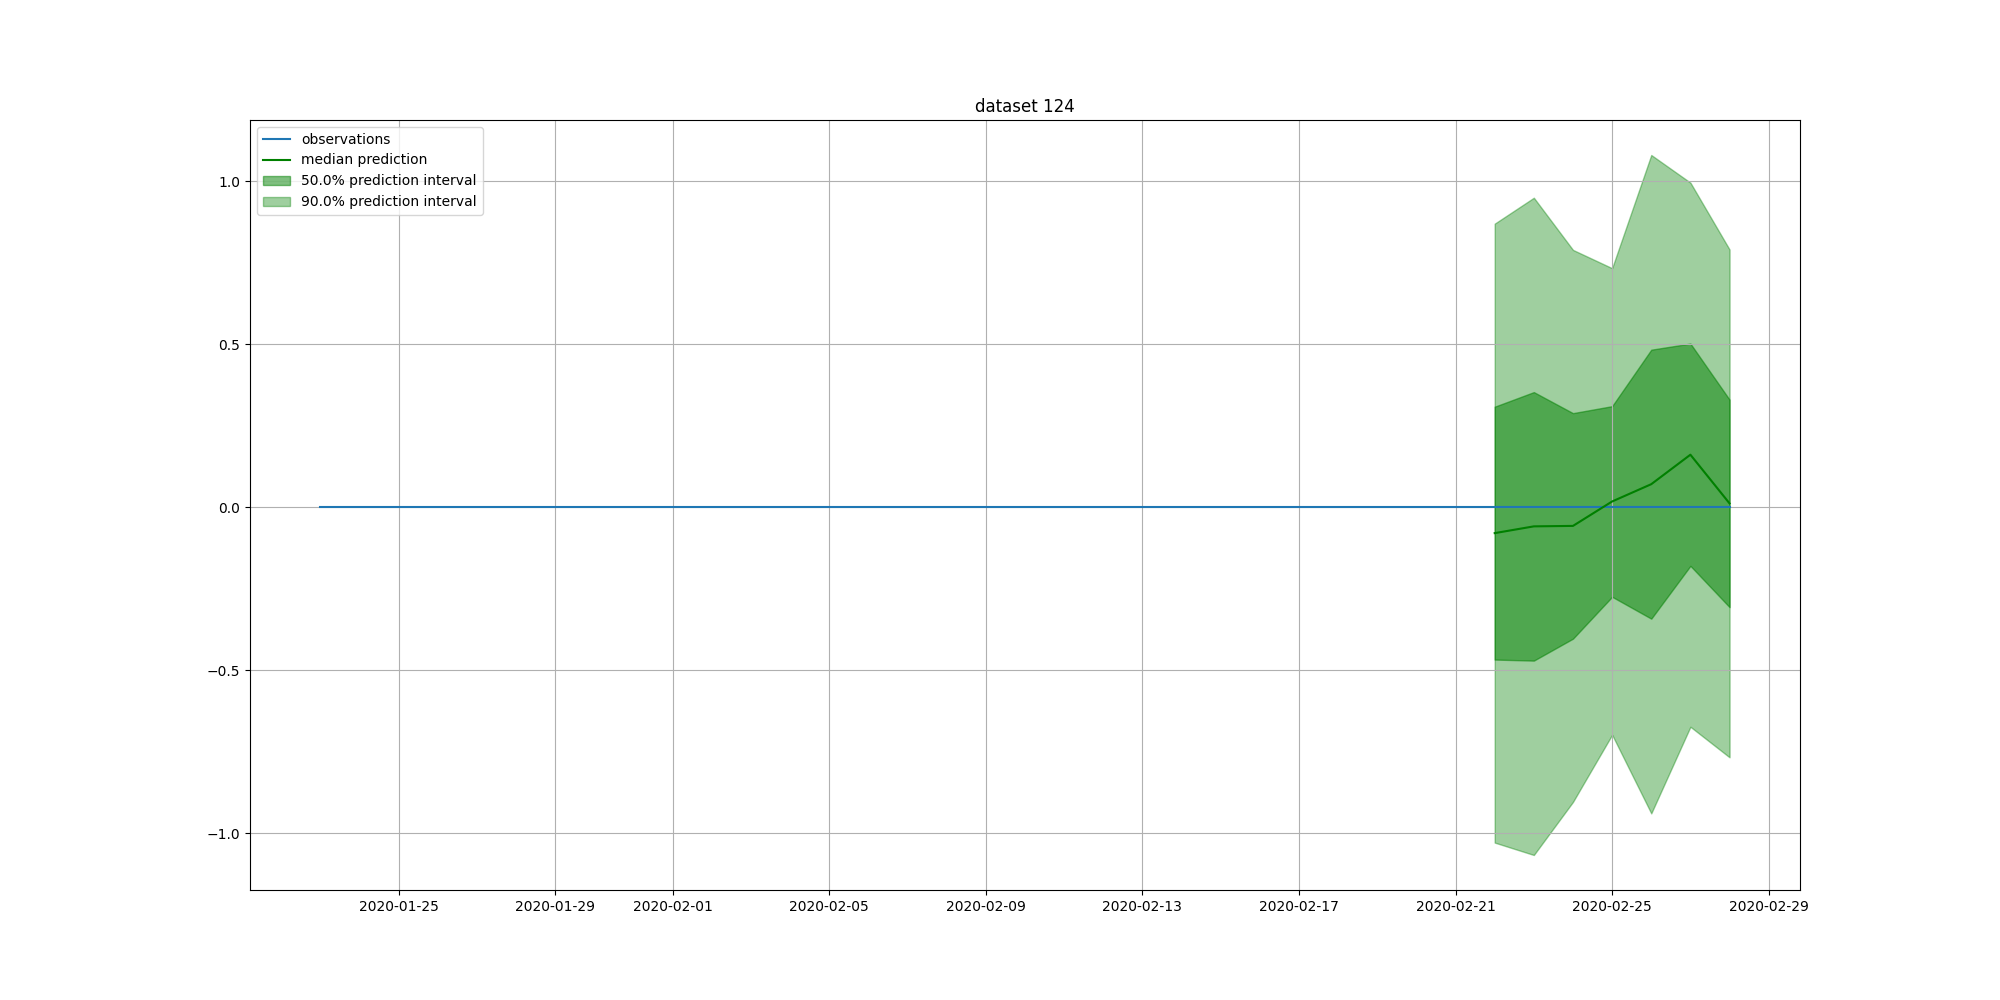 dataset 124
observations
median prediction
50.0% prediction interval
90.0% prediction interval
1.0
0.5
0.0
−0.5
−1.0
2020-01-25 2020-01-29 2020-02-01 2020-02-05 2020-02-09 2020-02-13 2020-02-17 2020-02-21 2020-02-25 2020-02-29